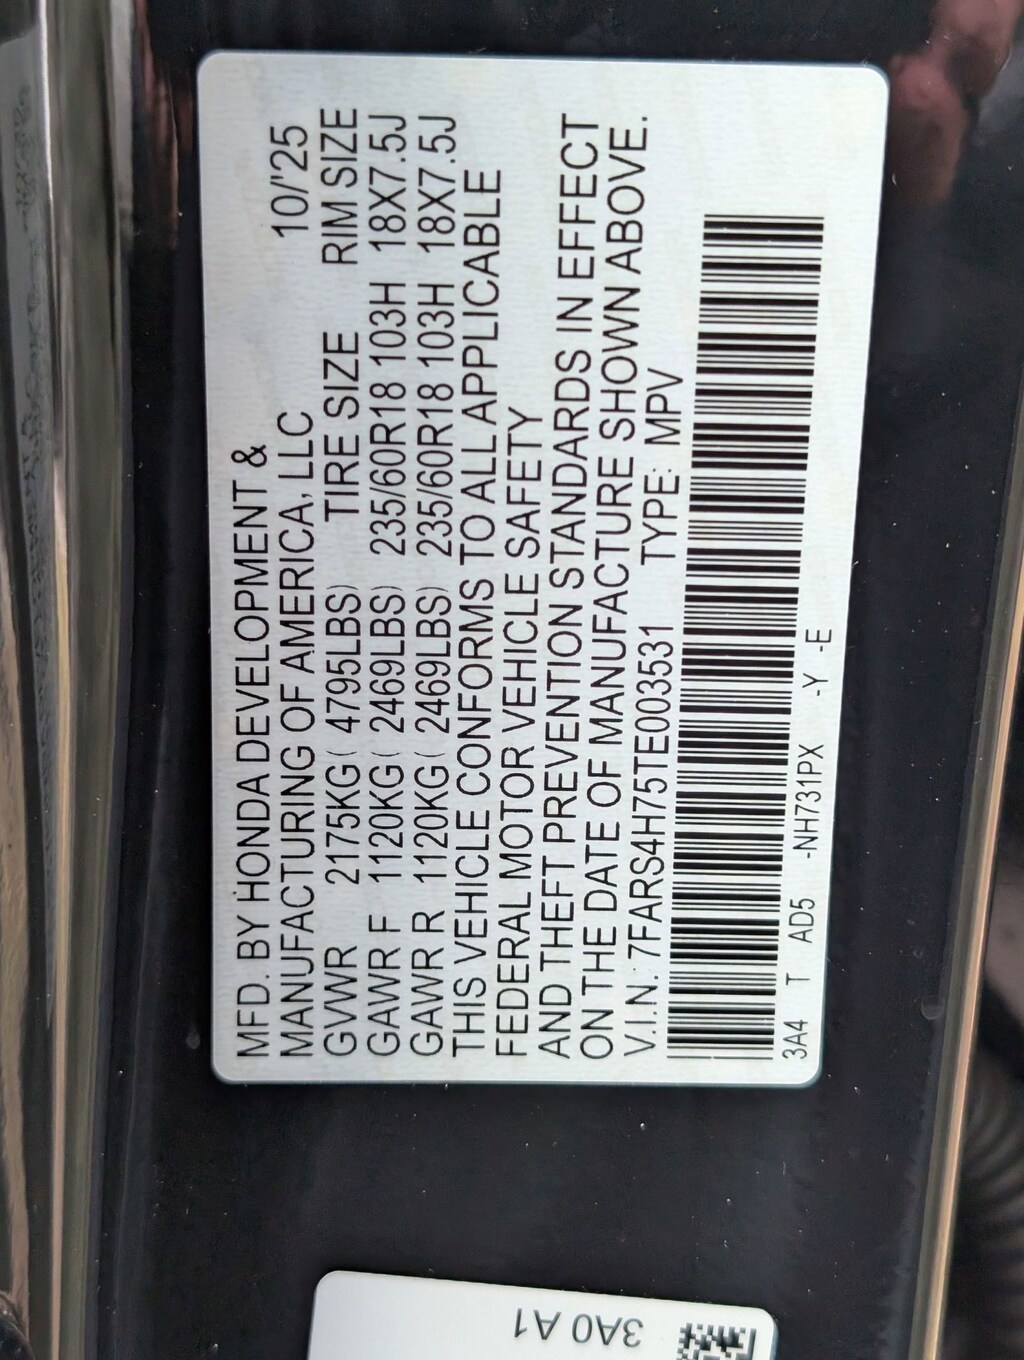 MFD. BY HONDA DEVELOPMENT &
MANUFACTURING OF AMERICA, LLC 10/'25
GVWR 2175KG( 4795LBS) TIRE SIZE RIM SIZE
GAWR F 1120KG( 2469LBS) 235/60R18 103H 18X7.5J
GAWR R 1120KG( 2469LBS) 235/60R18 103H 18X7.5J
THIS VEHICLE CONFORMS TO ALL APPLICABLE
FEDERAL MOTOR VEHICLE SAFETY
AND THEFT PREVENTION STANDARDS IN EFFECT
ON THE DATE OF MANUFACTURE SHOWN ABOVE.
V.I.N.: 7FARS4H75TE003531 TYPE: MPV
3A4 T AD5 -NH731PX -Y -E
3A0 A1